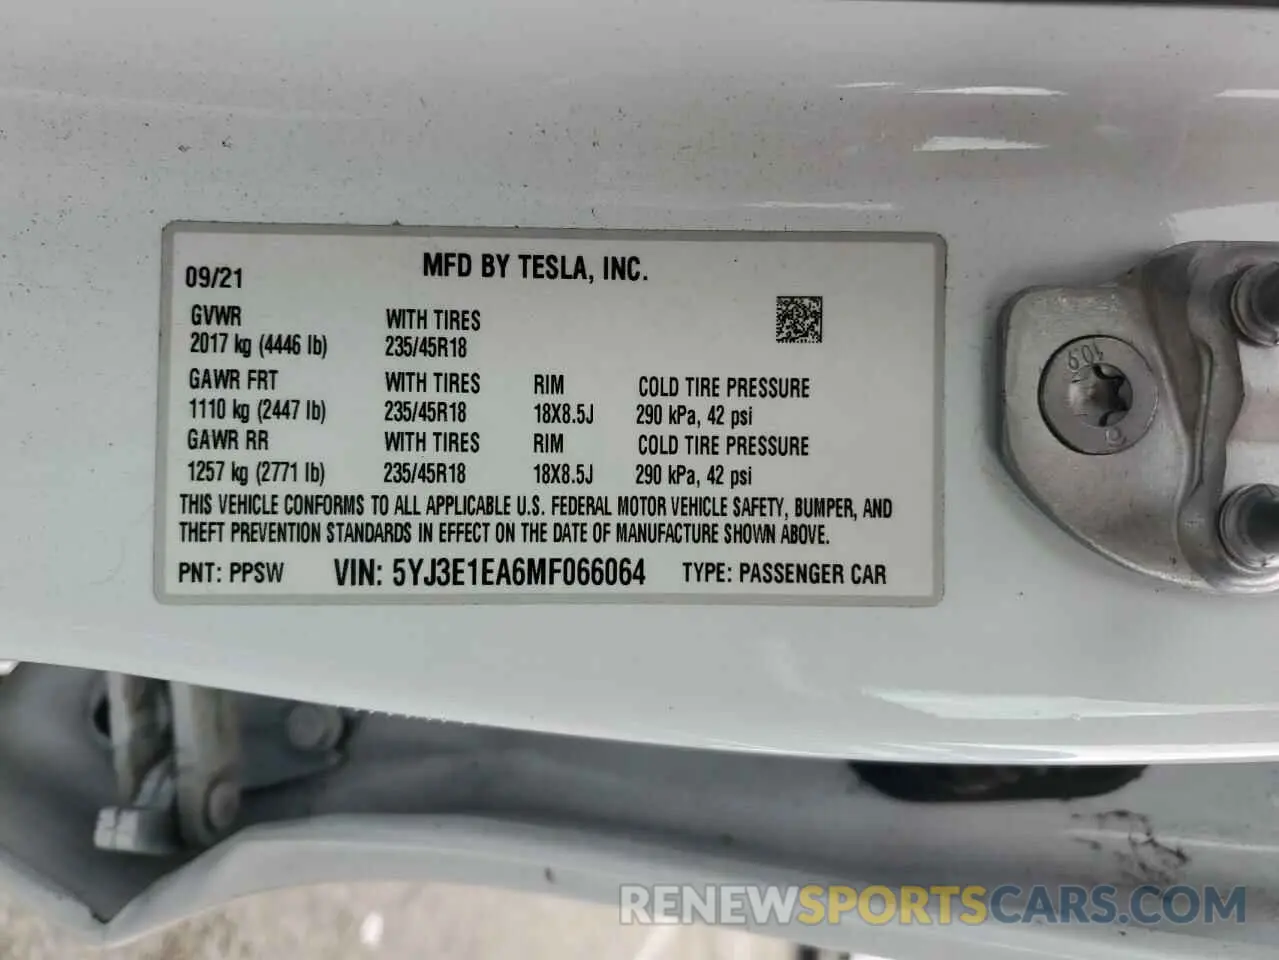 09/21
MFD BY TESLA, INC.
GVWR WITH TIRES
2017 kg (4446 lb) 235/45R18
GAWR FRT WITH TIRES RIM COLD TIRE PRESSURE
1110 kg (2447 lb) 235/45R18 18X8.5J 290 kPa, 42 psi
GAWR RR WITH TIRES RIM COLD TIRE PRESSURE
1257 kg (2771 lb) 235/45R18 18X8.5J 290 kPa, 42 psi
THIS VEHICLE CONFORMS TO ALL APPLICABLE U.S. FEDERAL MOTOR VEHICLE SAFETY, BUMPER, AND
THEFT PREVENTION STANDARDS IN EFFECT ON THE DATE OF MANUFACTURE SHOWN ABOVE.
PNT: PPSW VIN: 5YJ3E1EA6MF066064 TYPE: PASSENGER CAR
RENEWSPORTSCARS.COM